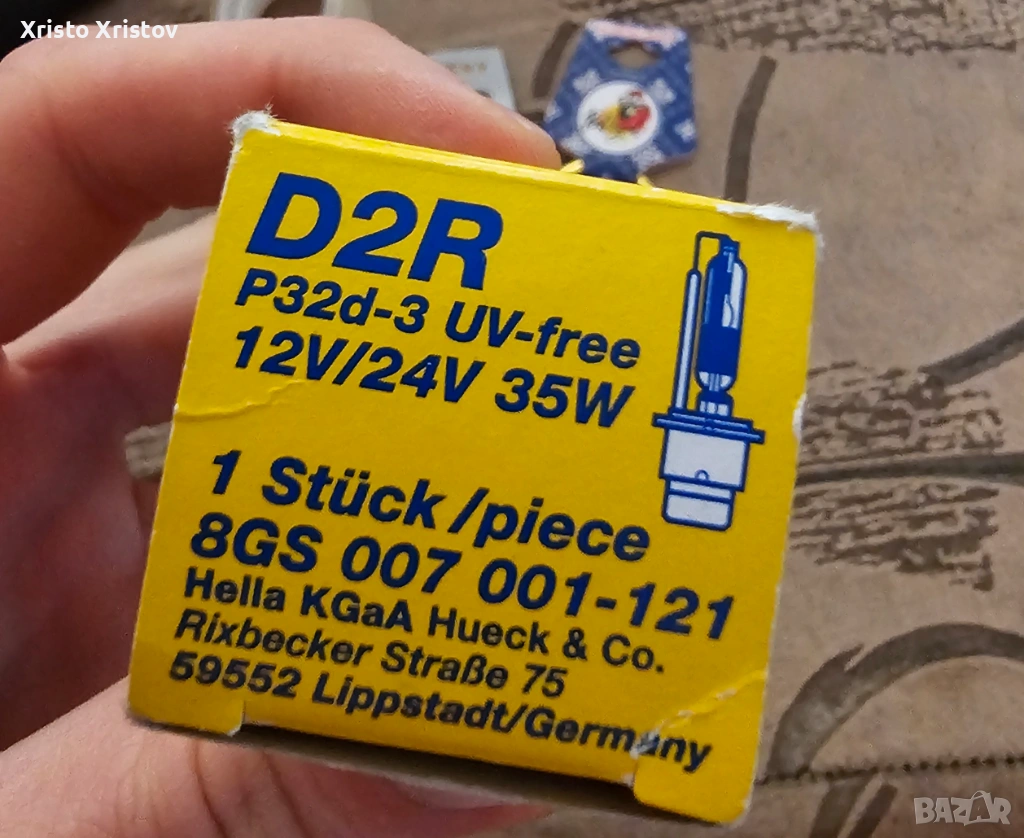 Xristo Xristov
D2R
P32d-3 UV-free
12V/24V 35W
1 Stück/piece
8GS 007 001-121
Hella KGaA Hueck & Co.
Rixbecker Straße 75
59552 Lippstadt/Germany
BAZAR